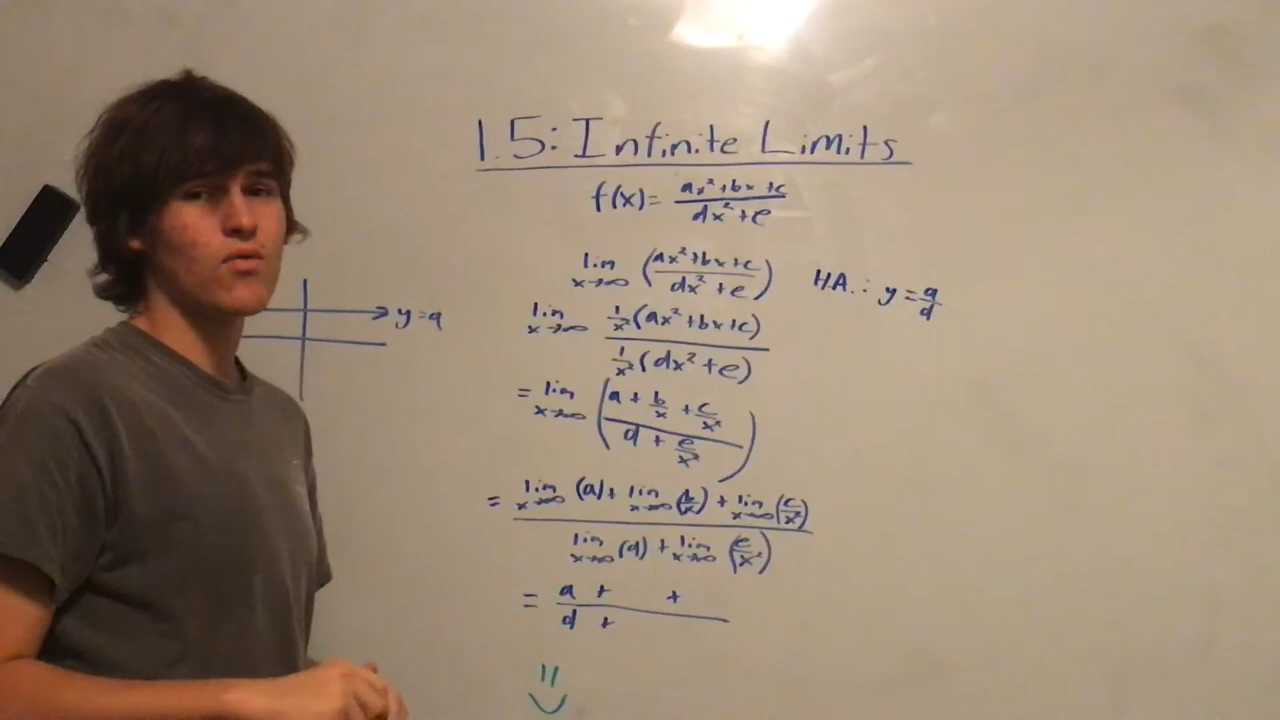 1.5: Infinite Limits
f(x) = (ax²+bx+c)/(dx²+e)
lim x→∞ ((ax²+bx+c)/(dx²+e))
H.A.: y = a/d
lim x→∞ (1/x²(ax²+bx+c))/(1/x²(dx²+e))
y=a
= lim x→∞ ((a + b/x + c/x²)/(d + e/x²))
= (lim x→∞ (a) + lim x→∞ (b/x) + lim x→∞ (c/x²))/(lim x→∞ (d) + lim x→∞ (e/x²))
= (a + +)/(d +)